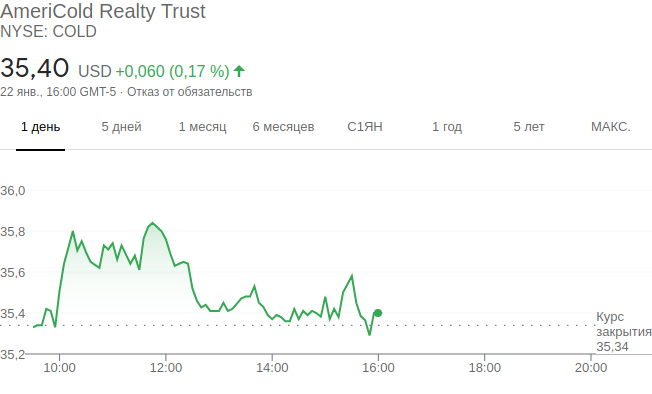 AmeriCold Realty Trust
NYSE: COLD
35,40 USD +0,060 (0,17 %)
22 янв., 16:00 GMT-5 · Отказ от обязательств
1 день 5 дней 1 месяц 6 месяцев С1ЯН 1 год 5 лет МАКС.
36,0
35,8
35,6
35,4
Курс
закрытия
35,34
35,2
10:00 12:00 14:00 16:00 18:00 20:00